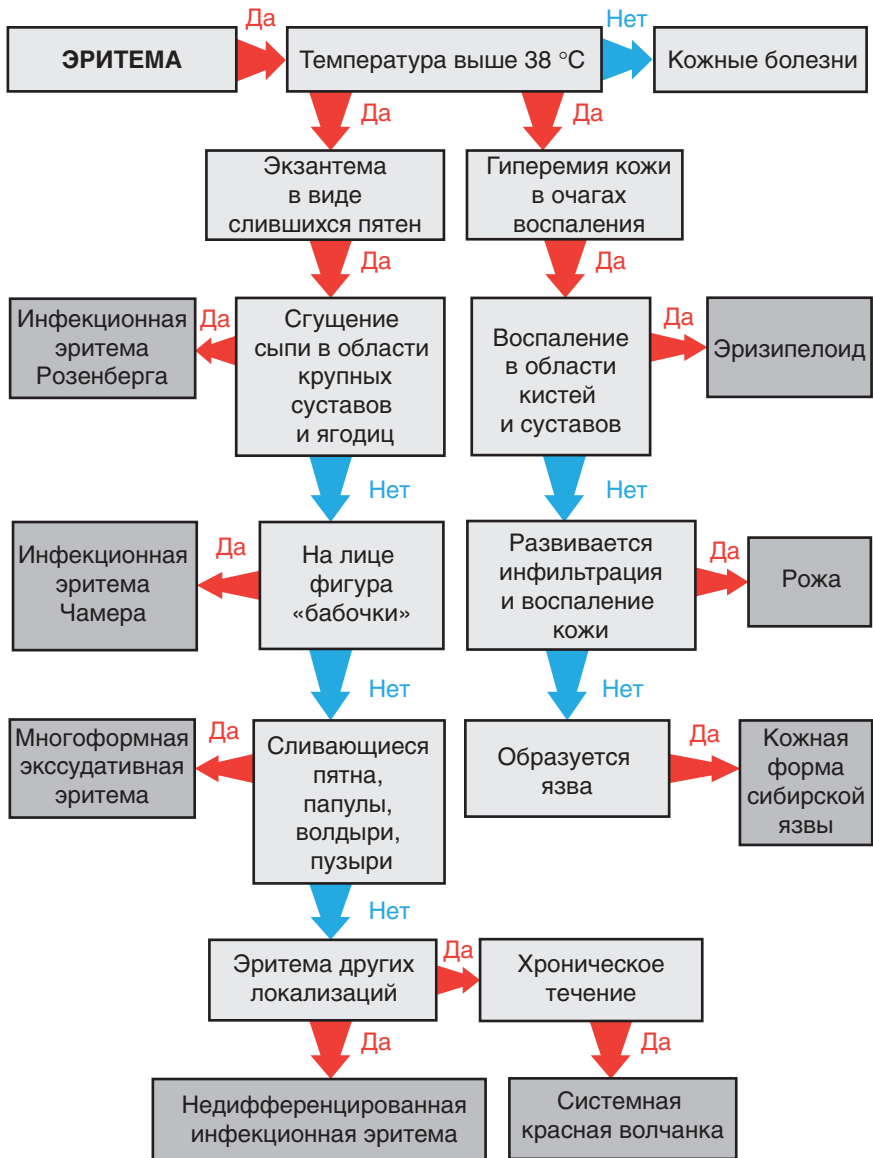 Да
Нет
ЭРИТЕМА
Температура выше 38 °C
Кожные болезни
Да
Да
Экзантема
в виде
слившихся пятен
Гиперемия кожи
в очагах
воспаления
Да
Да
Инфекционная
эритема
Розенберга
Да
Сгущение
сыпи в области
крупных
суставов
и ягодиц
Воспаление
в области
кистей
и суставов
Да
Эризипелоид
Нет
Нет
Инфекционная
эритема
Чамера
Да
На лице
фигура
«бабочки»
Развивается
инфильтрация
и воспаление
кожи
Да
Рожа
Нет
Нет
Многоформная
экссудативная
эритема
Да
Сливающиеся
пятна,
папулы,
волдыри,
пузыри
Образуется
язва
Да
Кожная
форма
сибирской
язвы
Нет
Эритема других
локализаций
Да
Хроническое
течение
Да
Да
Недифференцированная
инфекционная эритема
Системная
красная волчанка